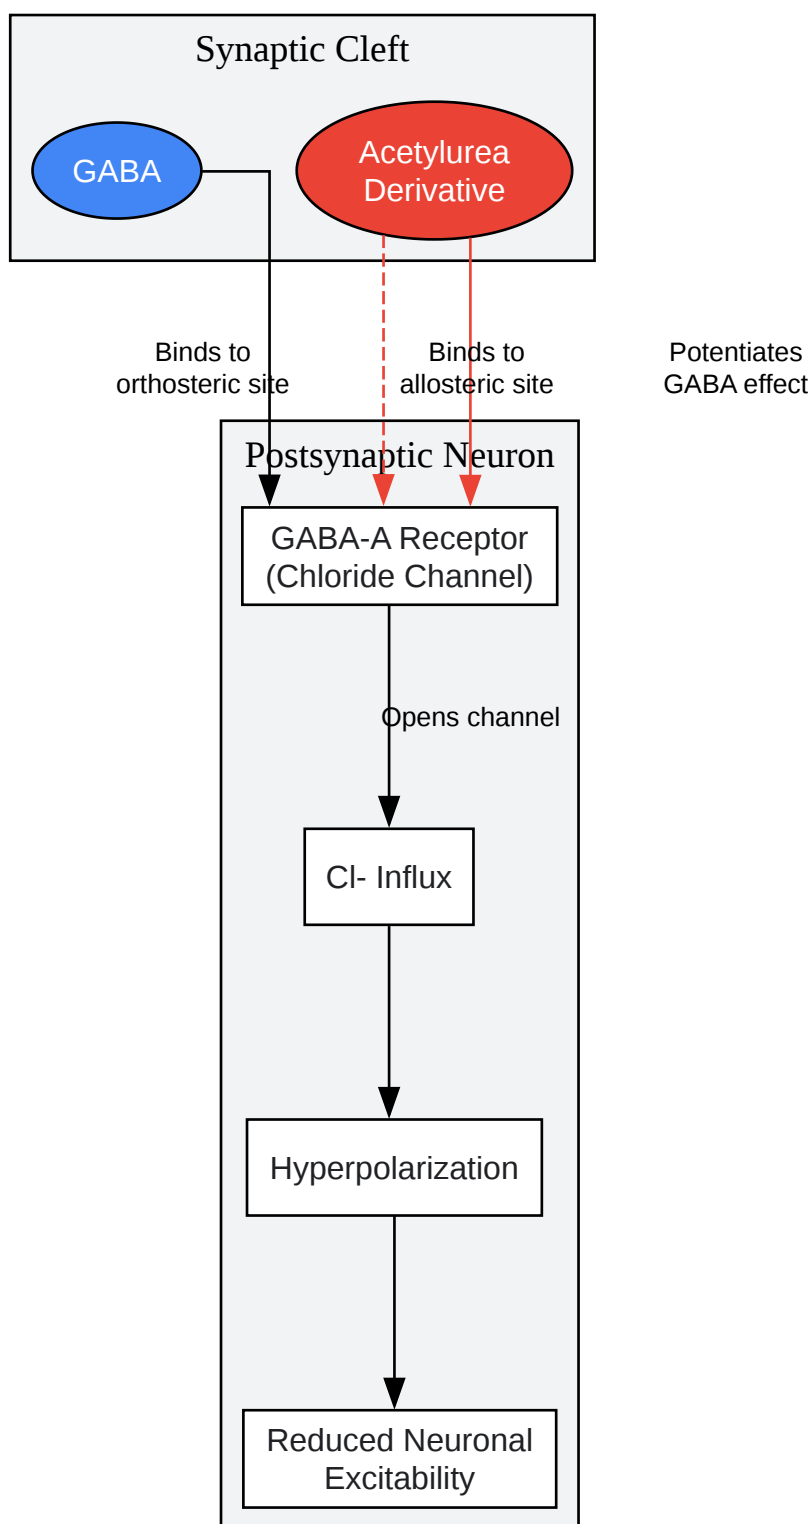 Synaptic Cleft
GABA
Acetylurea
Derivative
Binds to
orthosteric site
Binds to
allosteric site
Potentiates
GABA effect
Postsynaptic Neuron
GABA-A Receptor
(Chloride Channel)
Opens channel
Cl- Influx
Hyperpolarization
Reduced Neuronal
Excitability